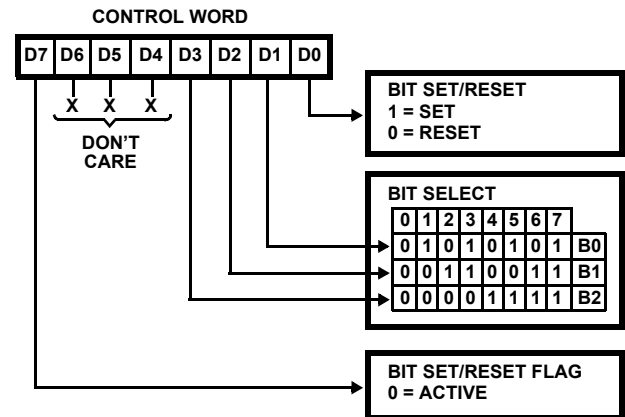 CONTROL WORD
D7 D6 D5 D4 D3 D2 D1 D0
X X X
DON'T
CARE
BIT SET/RESET
1 = SET
0 = RESET
BIT SELECT
0 1 2 3 4 5 6 7
0 1 0 1 0 1 0 1 B0
0 0 1 1 0 0 1 1 B1
0 0 0 0 1 1 1 1 B2
BIT SET/RESET FLAG
0 = ACTIVE